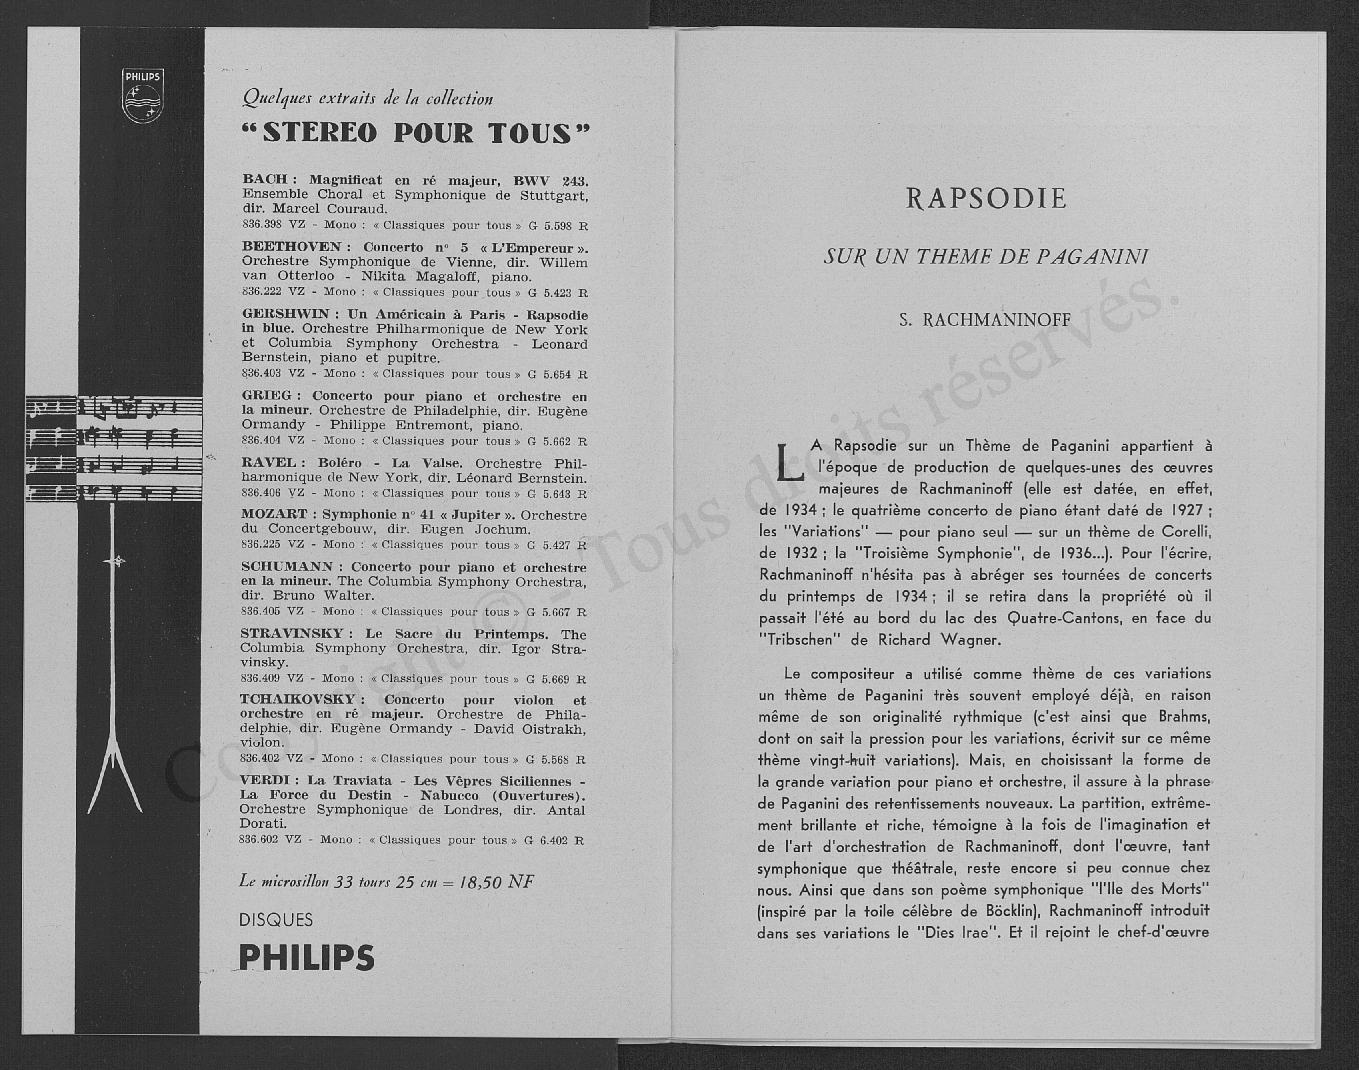 PHILIPS
Quelques extraits de la collection
"STEREO POUR TOUS"
BACH : Magnificat en ré majeur, BWV 243.
Ensemble Choral et Symphonique de Stuttgart,
dir. Marcel Couraud.
836.398 VZ - Mono : « Classiques pour tous » G 5.598 R
BEETHOVEN : Concerto n° 5 « L'Empereur ».
Orchestre Symphonique de Vienne, dir. Willem
van Otterloo - Nikita Magaloff, piano.
836.222 VZ - Mono : « Classiques pour tous » G 5.423 R
GERSHWIN : Un Américain à Paris - Rapsodie
in blue. Orchestre Philharmonique de New York
et Columbia Symphony Orchestra - Leonard
Bernstein, piano et pupitre.
836.403 VZ - Mono : « Classiques pour tous » G 5.654 R
GRIEG : Concerto pour piano et orchestre en
la mineur. Orchestre de Philadelphie, dir. Eugène
Ormandy - Philippe Entremont, piano.
836.404 VZ - Mono : « Classiques pour tous » G 5.662 R
RAVEL : Boléro - La Valse. Orchestre Phil-
harmonique de New York, dir. Léonard Bernstein.
836.406 VZ - Mono : « Classiques pour tous » G 5.643 R
MOZART : Symphonie n° 41 « Jupiter ». Orchestre
du Concertgebouw, dir. Eugen Jochum.
836.225 VZ - Mono : « Classiques pour tous » G 5.427 R
SCHUMANN : Concerto pour piano et orchestre
en la mineur. The Columbia Symphony Orchestra,
dir. Bruno Walter.
836.405 VZ - Mono : « Classiques pour tous » G 5.667 R
STRAVINSKY : Le Sacre du Printemps. The
Columbia Symphony Orchestra, dir. Igor Stra-
vinsky.
836.409 VZ - Mono : « Classiques pour tous » G 5.669 R
TCHAIKOVSKY : Concerto pour violon et
orchestre en ré majeur. Orchestre de Phila-
delphie, dir. Eugène Ormandy - David Oistrakh,
violon.
836.402 VZ - Mono : « Classiques pour tous » G 5.568 R
VERDI : La Traviata - Les Vêpres Siciliennes -
La Force du Destin - Nabucco (Ouvertures).
Orchestre Symphonique de Londres, dir. Antal
Dorati.
836.602 VZ - Mono : « Classiques pour tous » G 6.402 R
Le microsillon 33 tours 25 cm = 18,50 NF
DISQUES
PHILIPS
RAPSODIE
SUR UN THEME DE PAGANINI
S. RACHMANINOFF
LA Rapsodie sur un Thème de Paganini appartient à
l'époque de production de quelques-unes des œuvres
majeures de Rachmaninoff (elle est datée, en effet,
de 1934 ; le quatrième concerto de piano étant daté de 1927 ;
les "Variations" — pour piano seul — sur un thème de Corelli,
de 1932 ; la "Troisième Symphonie", de 1936...). Pour l'écrire,
Rachmaninoff n'hésita pas à abréger ses tournées de concerts
du printemps de 1934 ; il se retira dans la propriété où il
passait l'été au bord du lac des Quatre-Cantons, en face du
"Tribschen" de Richard Wagner.
Le compositeur a utilisé comme thème de ces variations
un thème de Paganini très souvent employé déjà, en raison
même de son originalité rythmique (c'est ainsi que Brahms,
dont on sait la pression pour les variations, écrivit sur ce même
thème vingt-huit variations). Mais, en choisissant la forme de
la grande variation pour piano et orchestre, il assure à la phrase
de Paganini des retentissements nouveaux. La partition, extrême-
ment brillante et riche, témoigne à la fois de l'imagination et
de l'art d'orchestration de Rachmaninoff, dont l'œuvre, tant
symphonique que théâtrale, reste encore si peu connue chez
nous. Ainsi que dans son poème symphonique "l'Ile des Morts"
(inspiré par la toile célèbre de Böcklin), Rachmaninoff introduit
dans ses variations le "Dies Irae". Et il rejoint le chef-d'œuvre
Copyright © - Tous droits réservés.